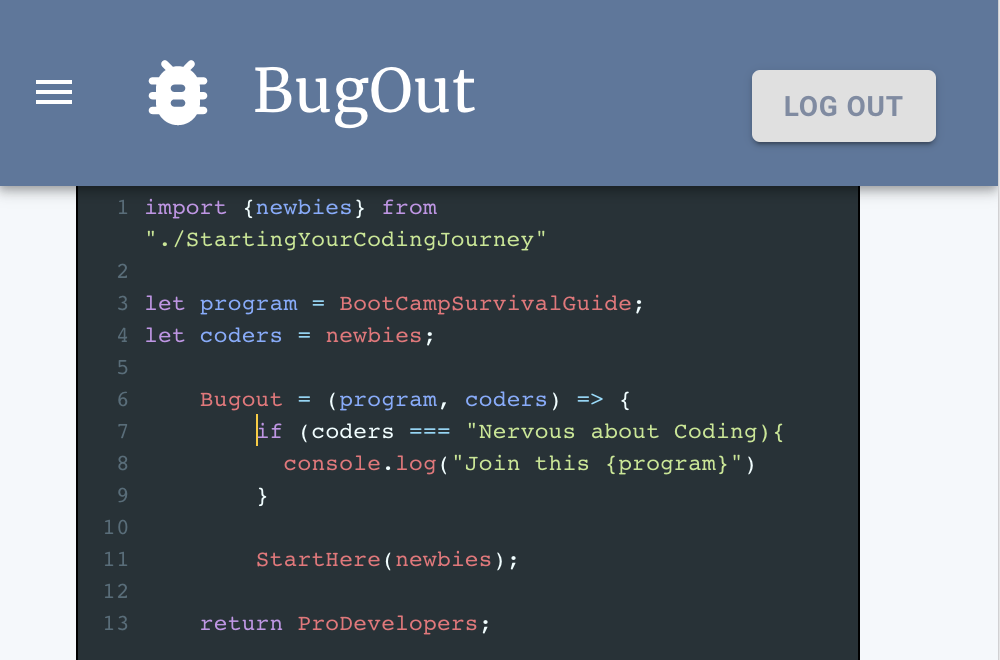 BugOut
LOG OUT
1 import {newbies} from
"./StartingYourCodingJourney"
2
3 let program = BootCampSurvivalGuide;
4 let coders = newbies;
5
6 Bugout = (program, coders) => {
7 if (coders === "Nervous about Coding){
8 console.log("Join this {program}")
9 }
10
11 StartHere(newbies);
12
13 return ProDevelopers;